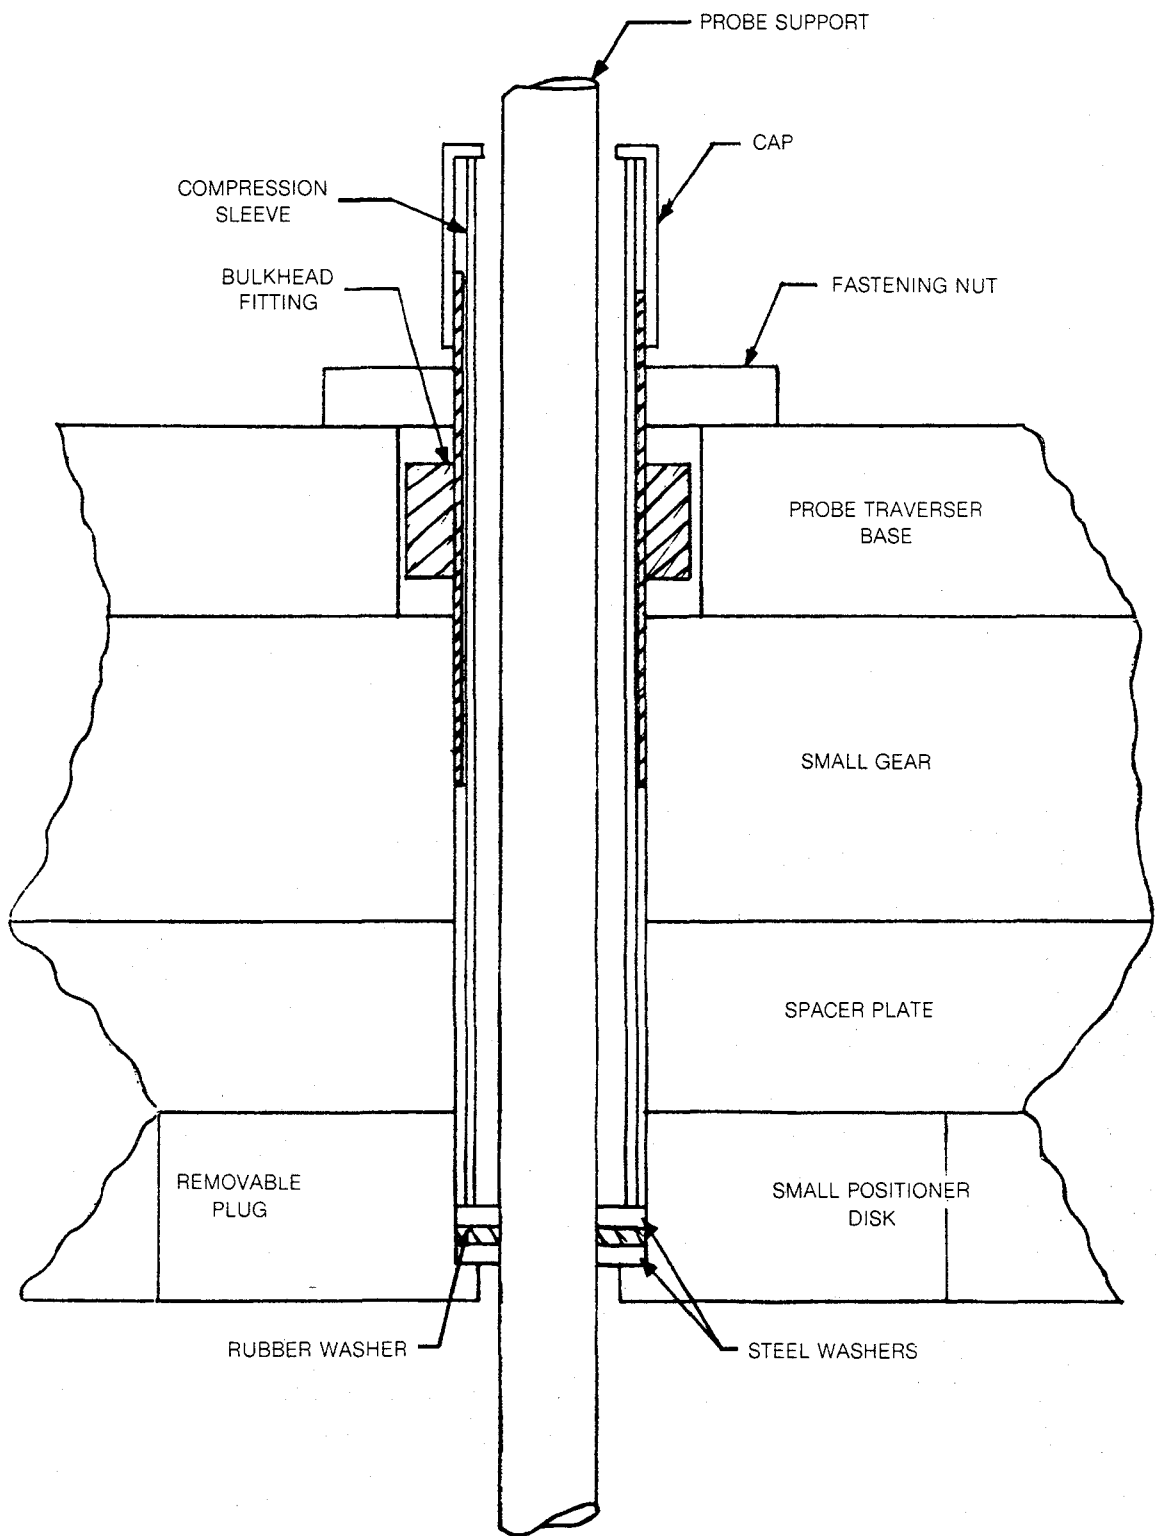 PROBE SUPPORT
CAP
COMPRESSION
SLEEVE
BULKHEAD
FITTING
FASTENING NUT
PROBE TRAVERSER
BASE
SMALL GEAR
SPACER PLATE
REMOVABLE
PLUG
SMALL POSITIONER
DISK
RUBBER WASHER
STEEL WASHERS